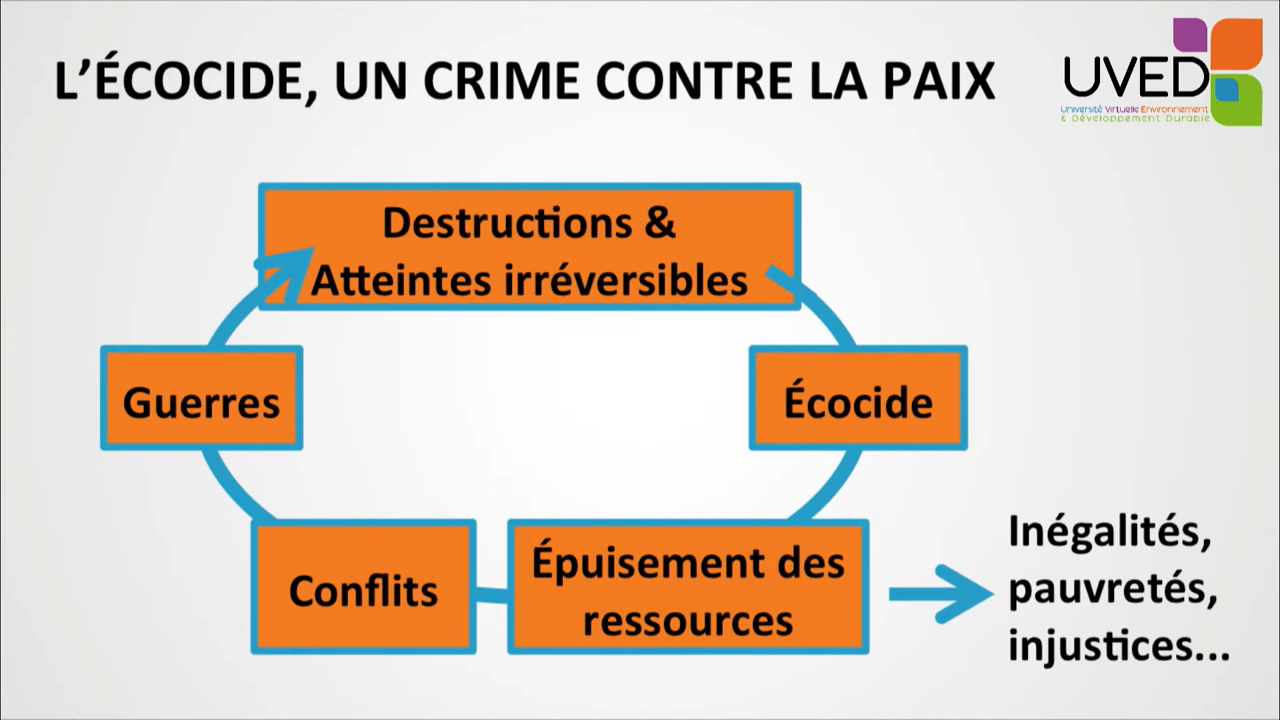 L'ÉCOCIDE, UN CRIME CONTRE LA PAIX
UVED
Université Virtuelle Environnement
& Développement Durable
Destructions &
Atteintes irréversibles
Guerres
Écocide
Conflits
Épuisement des
ressources
Inégalités,
pauvretés,
injustices...